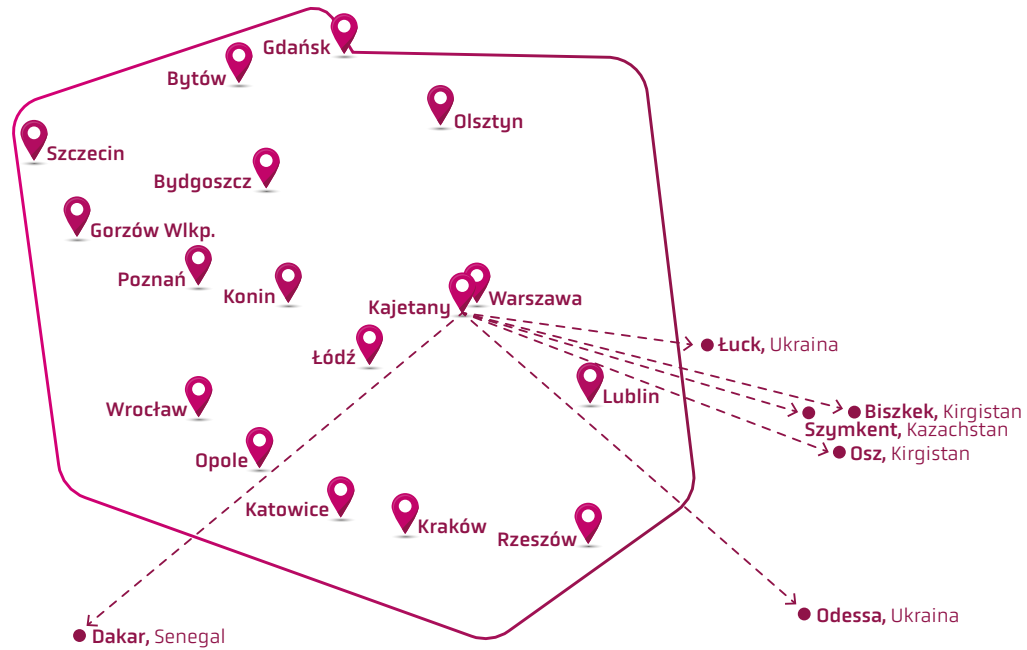 Gdańsk
Bytów
Olsztyn
Szczecin
Bydgoszcz
Gorzów Wlkp.
Poznań
Konin
Warszawa
Kajetany
Łódź
Łuck, Ukraina
Lublin
Wrocław
Biszkek, Kirgistan
Szymkent, Kazachstan
Osz, Kirgistan
Opole
Katowice
Kraków
Rzeszów
Odessa, Ukraina
Dakar, Senegal